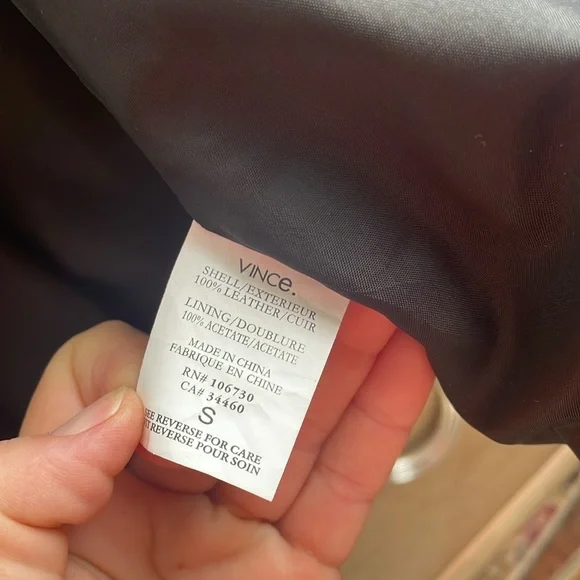 VINCe.
SHELL/EXTERIEUR
100% LEATHER/CUIR
LINING/DOUBLURE
100% ACETATE/ACETATE
MADE IN CHINA
FABRIQUE EN CHINE
RN# 106730
CA# 34460
S
SEE REVERSE FOR CARE
REVERSE POUR SOIN